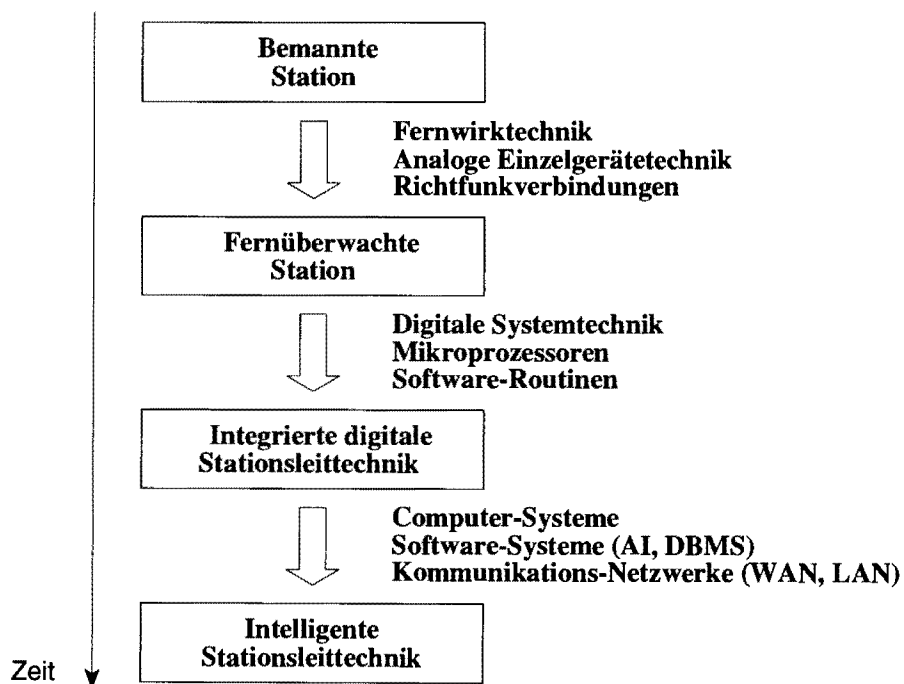 Bemannte
Station
Fernwirktechnik
Analoge Einzelgerätetechnik
Richtfunkverbindungen
Fernüberwachte
Station
Digitale Systemtechnik
Mikroprozessoren
Software-Routinen
Integrierte digitale
Stationsleittechnik
Computer-Systeme
Software-Systeme (AI, DBMS)
Kommunikations-Netzwerke (WAN, LAN)
Intelligente
Stationsleittechnik
Zeit